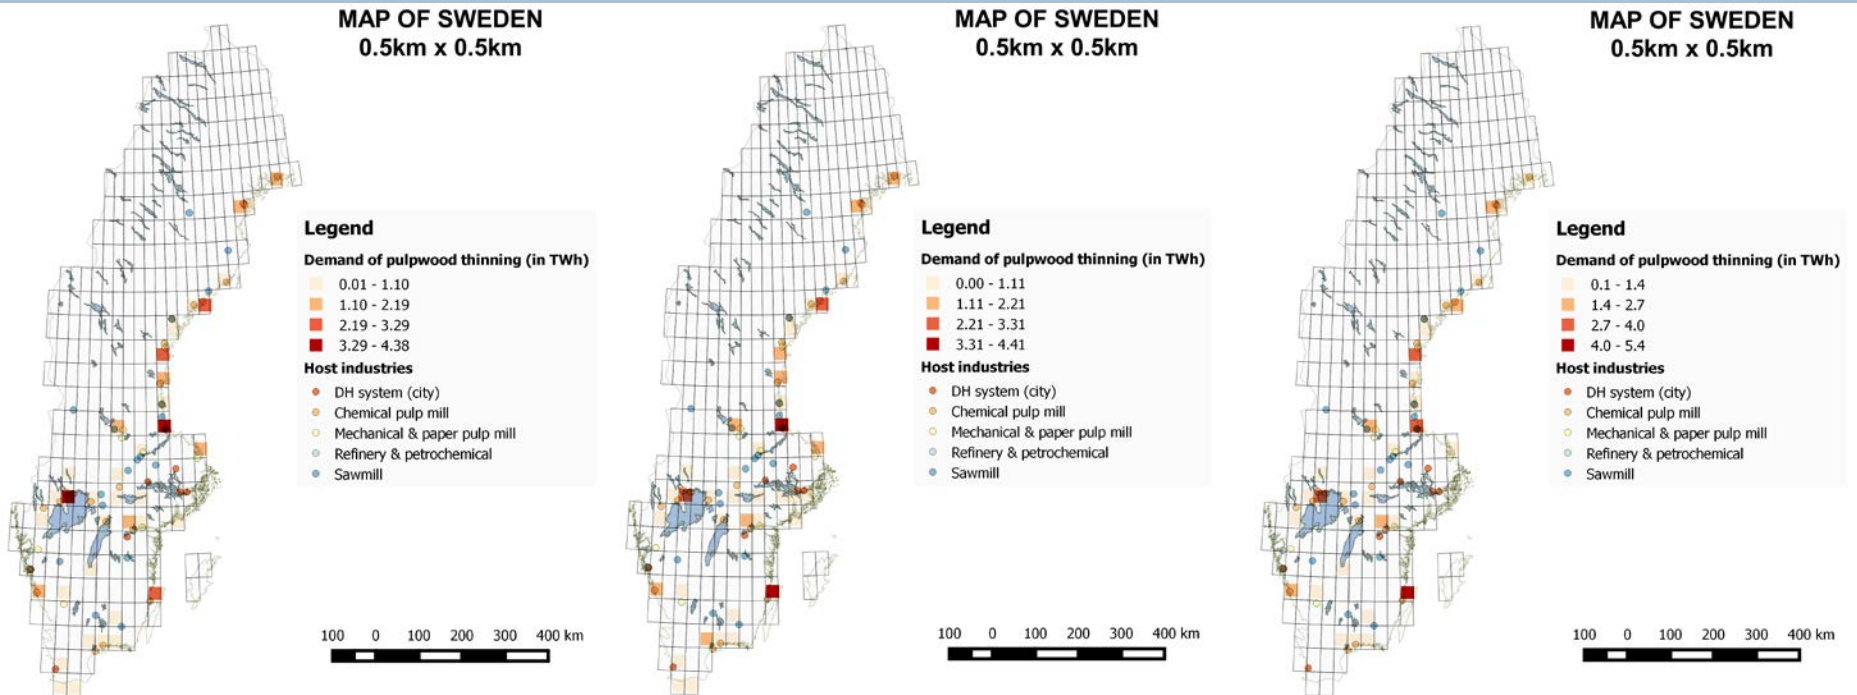 MAP OF SWEDEN
0.5km x 0.5km
Legend
Demand of pulpwood thinning (in TWh)
0.01 - 1.10
1.10 - 2.19
2.19 - 3.29
3.29 - 4.38
Host industries
DH system (city)
Chemical pulp mill
Mechanical & paper pulp mill
Refinery & petrochemical
Sawmill
100 0 100 200 300 400 km
MAP OF SWEDEN
0.5km x 0.5km
Legend
Demand of pulpwood thinning (in TWh)
0.00 - 1.11
1.11 - 2.21
2.21 - 3.31
3.31 - 4.41
Host industries
DH system (city)
Chemical pulp mill
Mechanical & paper pulp mill
Refinery & petrochemical
Sawmill
100 0 100 200 300 400 km
MAP OF SWEDEN
0.5km x 0.5km
Legend
Demand of pulpwood thinning (in TWh)
0.1 - 1.4
1.4 - 2.7
2.7 - 4.0
4.0 - 5.4
Host industries
DH system (city)
Chemical pulp mill
Mechanical & paper pulp mill
Refinery & petrochemical
Sawmill
100 0 100 200 300 400 km